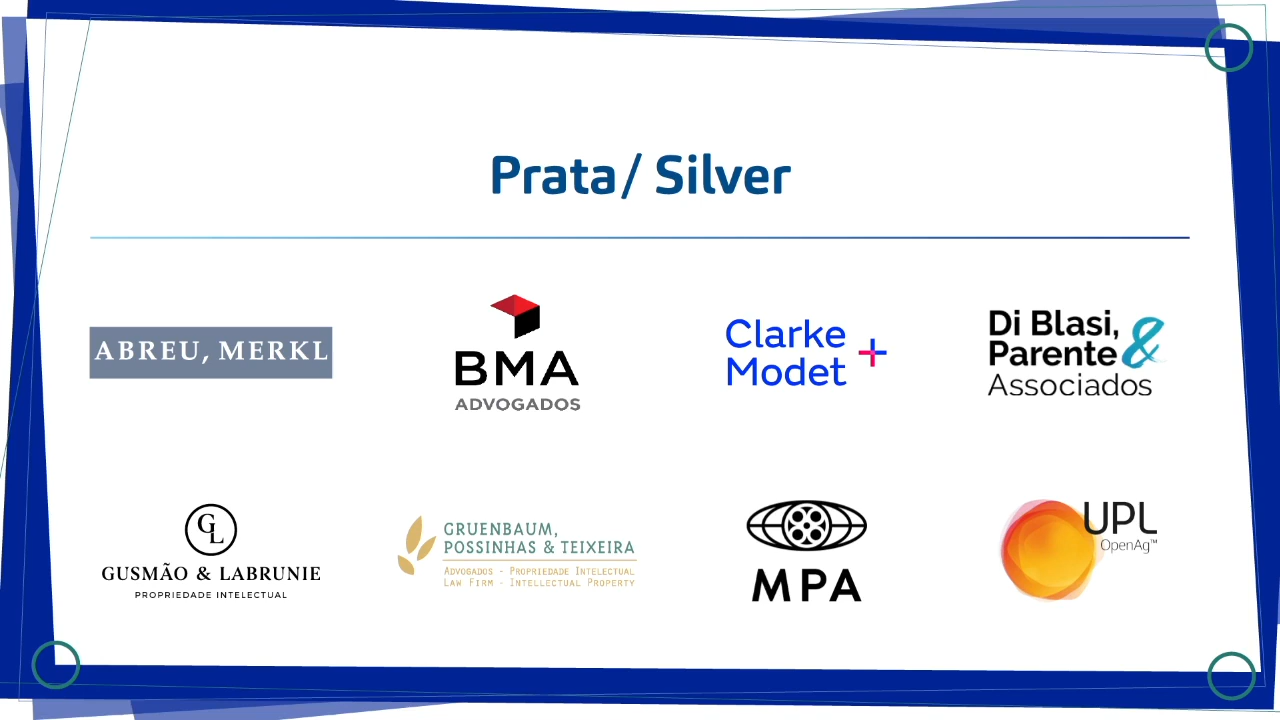 Prata/ Silver
ABREU, MERKL
BMA
ADVOGADOS
Clarke
Modet
Di Blasi,
Parente &
Associados
GL
GUSMÃO & LABRUNIE
PROPRIEDADE INTELECTUAL
GRUENBAUM,
POSSINHAS & TEIXEIRA
ADVOGADOS - PROPRIEDADE INTELECTUAL
LAW FIRM - INTELLECTUAL PROPERTY
MPA
UPL
OpenAg™